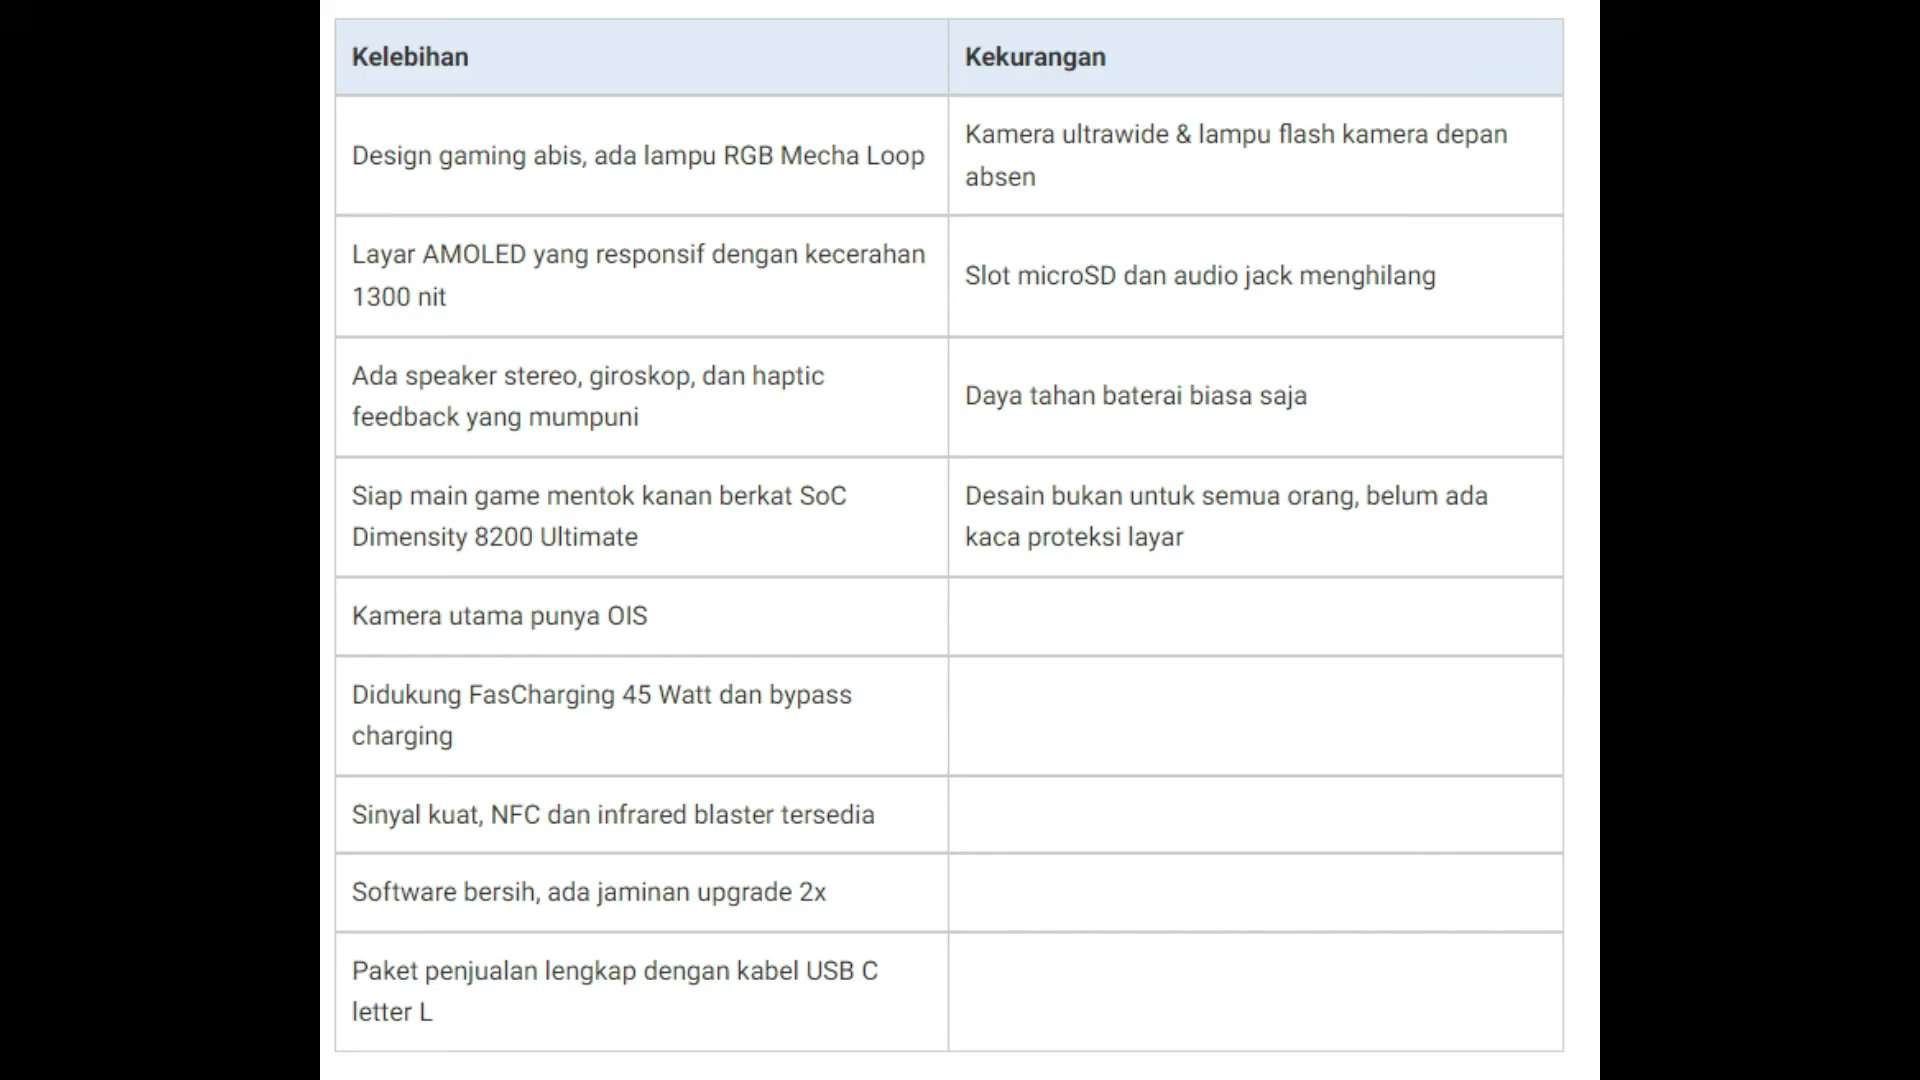 Kelebihan
Kekurangan
Design gaming abis, ada lampu RGB Mecha Loop
Kamera ultrawide & lampu flash kamera depan
absen
Layar AMOLED yang responsif dengan kecerahan
1300 nit
Slot microSD dan audio jack menghilang
Ada speaker stereo, giroskop, dan haptic
feedback yang mumpuni
Daya tahan baterai biasa saja
Siap main game mentok kanan berkat SoC
Dimensity 8200 Ultimate
Desain bukan untuk semua orang, belum ada
kaca proteksi layar
Kamera utama punya OIS
Didukung FasCharging 45 Watt dan bypass
charging
Sinyal kuat, NFC dan infrared blaster tersedia
Software bersih, ada jaminan upgrade 2x
Paket penjualan lengkap dengan kabel USB C
letter L